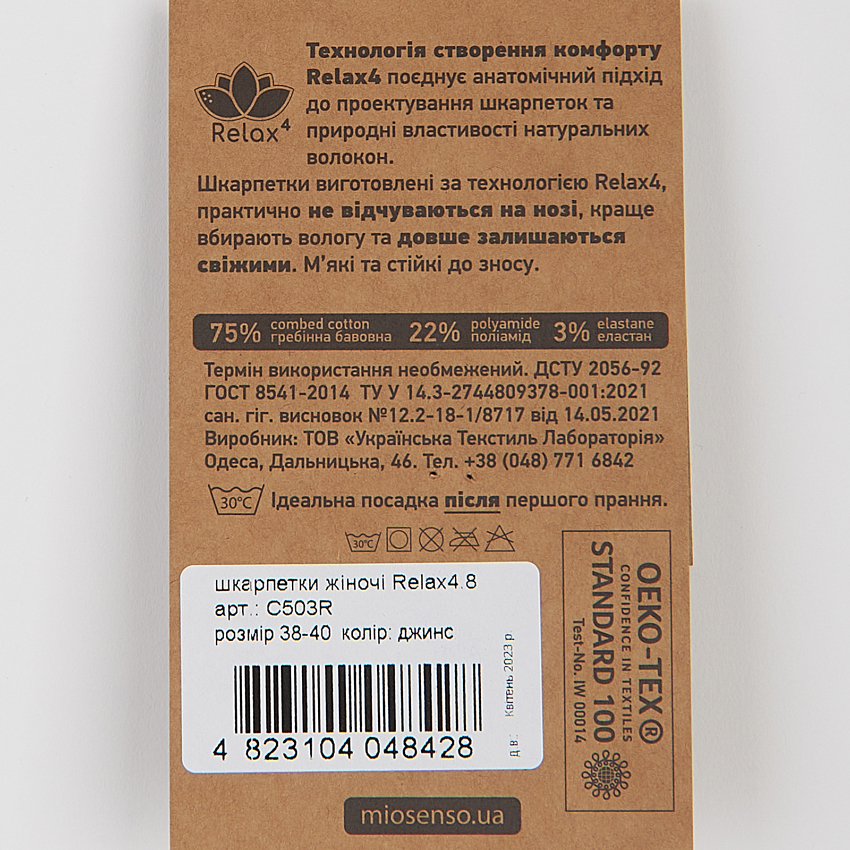 Технологія створення комфорту
Relax4 поєднує анатомічний підхід
до проектування шкарпеток та
природні властивості натуральних
волокон.
Relax4
Шкарпетки виготовлені за технологією Relax4,
практично не відчуваються на нозі, краще
вбирають вологу та довше залишаються
свіжими. М’які та стійкі до зносу.
75% combed cotton 22% polyamide 3% elastane
гребінна бавовна поліамід еластан
Термін використання необмежений. ДСТУ 2056-92
ГОСТ 8541-2014 ТУ У 14.3-2744809378-001:2021
сан. гіг. висновок №12.2-18-1/8717 від 14.05.2021
Виробник: ТОВ «Українська Текстиль Лабораторія»
Одеса, Дальницька, 46. Тел. +38 (048) 771 6842
30°C Ідеальна посадка після першого прання.
30°C
шкарпетки жіночі Relax4.8
арт.: C503R
розмір 38-40 колір: джинс
4 823104 048428
д.в.: Квітень 2023 р
OEKO-TEX®
CONFIDENCE IN TEXTILES
STANDARD 100
Test-No. IW 00014
miosenso.ua